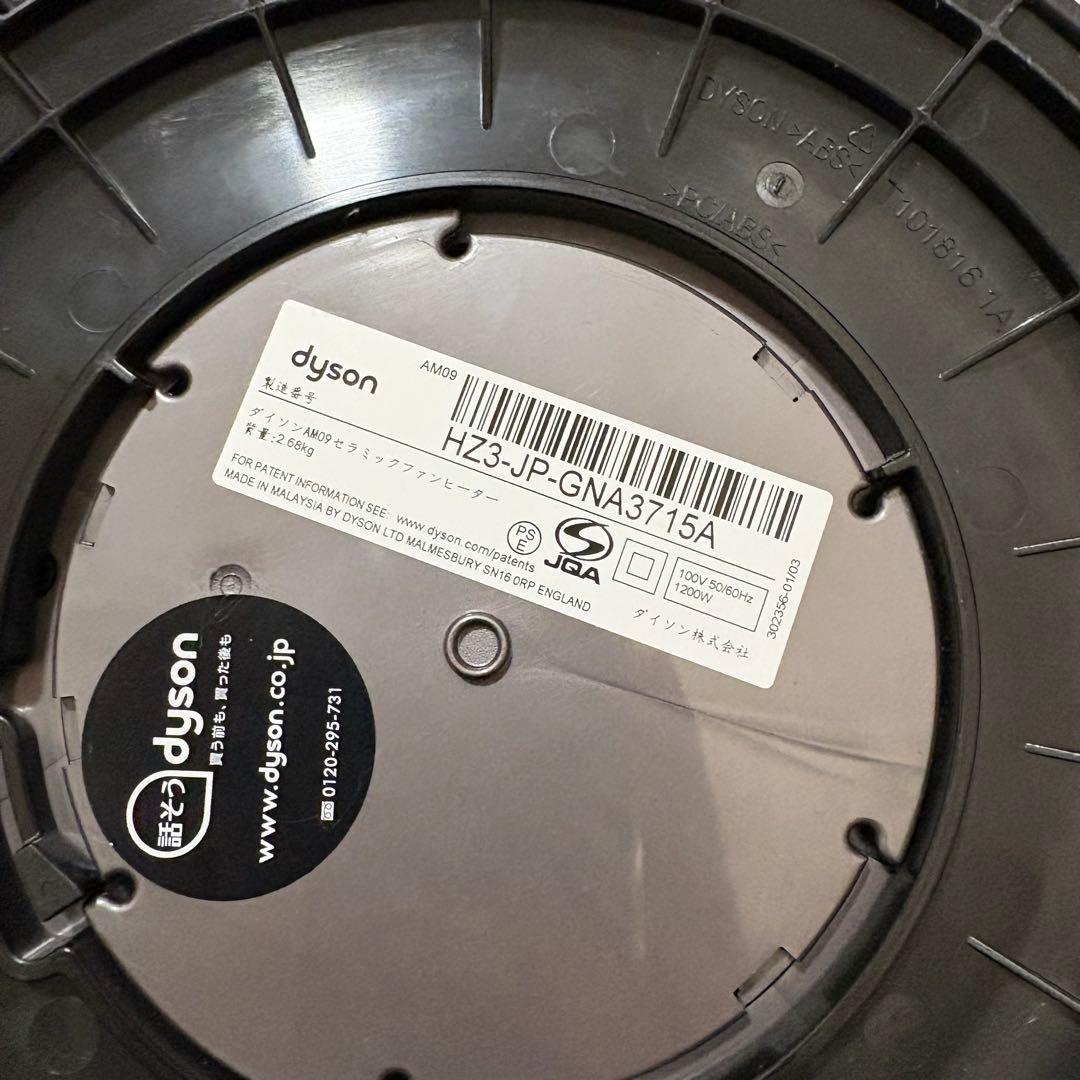 DYSON >ABS<
1
>PC/ABS<
T101816 1A
dyson
AM09
製造番号
HZ3-JP-GNA3715A
ダイソンAM09セラミックファンヒーター
質量:2.68kg
FOR PATENT INFORMATION SEE: www.dyson.com/patents
MADE IN MALAYSIA BY DYSON LTD MALMESBURY SN16 0RP ENGLAND
PS
E
JQA
100V 50/60Hz
1200W
ダイソン株式会社
302356-01/03
話そう dyson
買う前も、買った後も
www.dyson.co.jp
0120-295-731